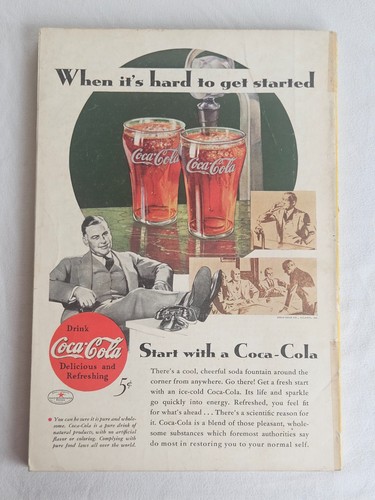 When it's hard to get started
Coca-Cola
Coca-Cola
Drink
Coca-Cola
Delicious and
Refreshing
5¢
Start with a Coca-Cola
There's a cool, cheerful soda fountain around the
corner from anywhere. Go there! Get a fresh start
with an ice-cold Coca-Cola. Its life and sparkle
go quickly into energy. Refreshed, you feel fit
for what's ahead . . . There's a scientific reason for
it. Coca-Cola is a blend of those pleasant, whole-
some substances which foremost authorities say
do most in restoring you to your normal self.
You can be sure it is pure and whole-
some. Coca-Cola is a pure drink of
natural products, with no artificial
flavor or coloring. Complying with
pure food laws all over the world.